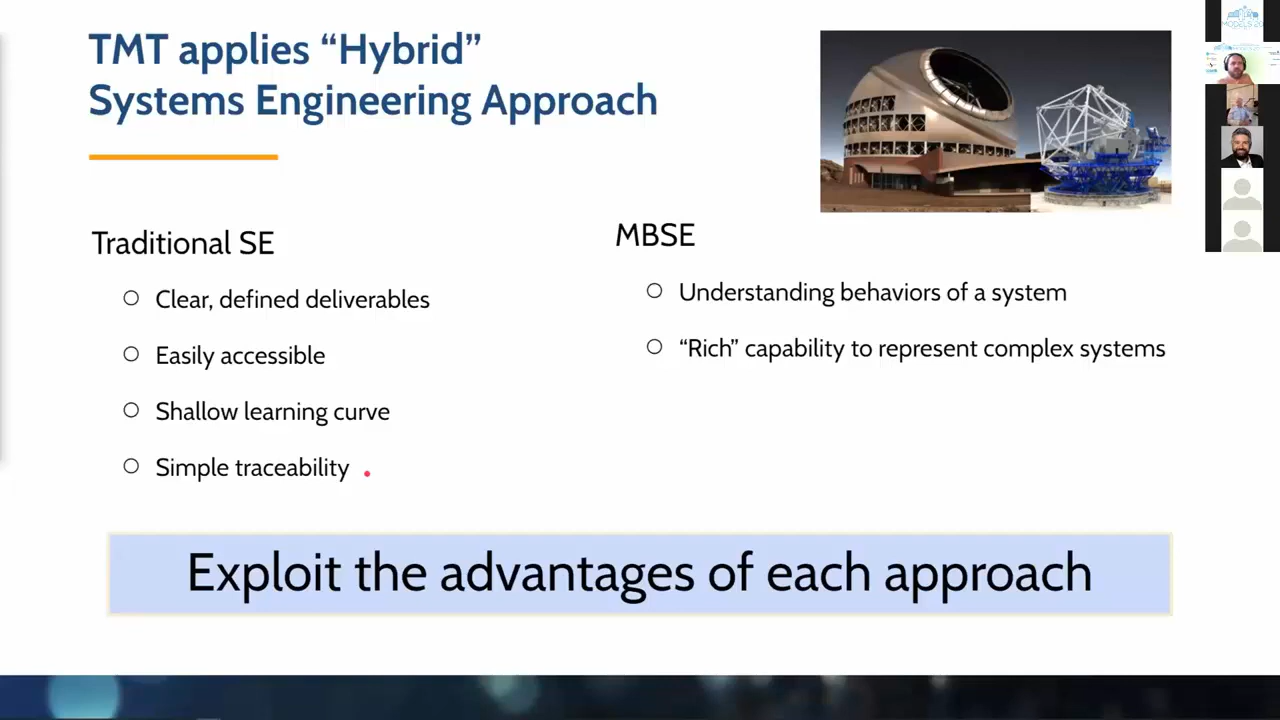 TMT applies “Hybrid”
Systems Engineering Approach
Traditional SE
Clear, defined deliverables
Easily accessible
Shallow learning curve
Simple traceability
MBSE
Understanding behaviors of a system
“Rich” capability to represent complex systems
Exploit the advantages of each approach